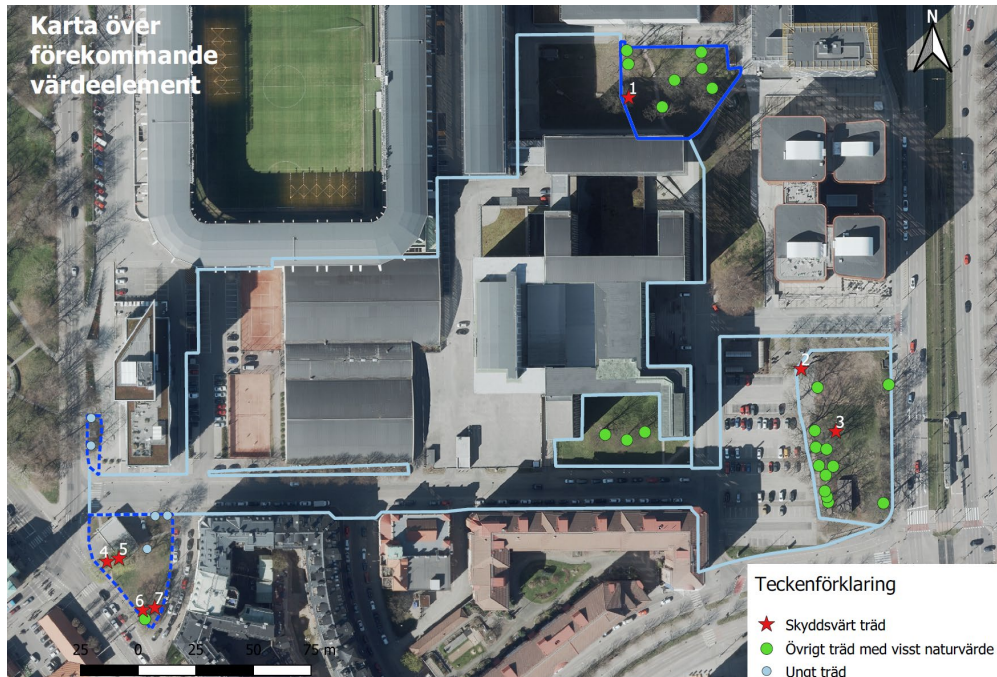 Karta över
förekommande
värdeelement
N
1
2
3
4
5
6
7
25 0 25 50 75 m
Teckenförklaring
Skyddsvärt träd
Övrigt träd med visst naturvärde
Ungt träd